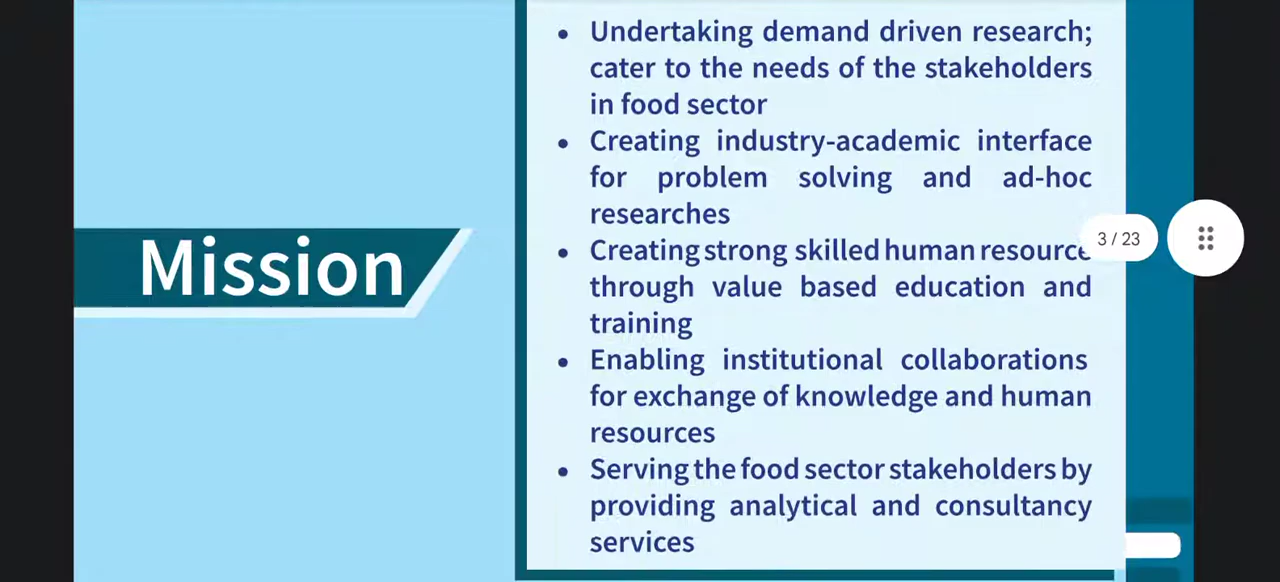 Mission
Undertaking demand driven research;
cater to the needs of the stakeholders
in food sector
Creating industry-academic interface
for problem solving and ad-hoc
researches
Creating strong skilled human resource
through value based education and
training
Enabling institutional collaborations
for exchange of knowledge and human
resources
Serving the food sector stakeholders by
providing analytical and consultancy
services
3 / 23